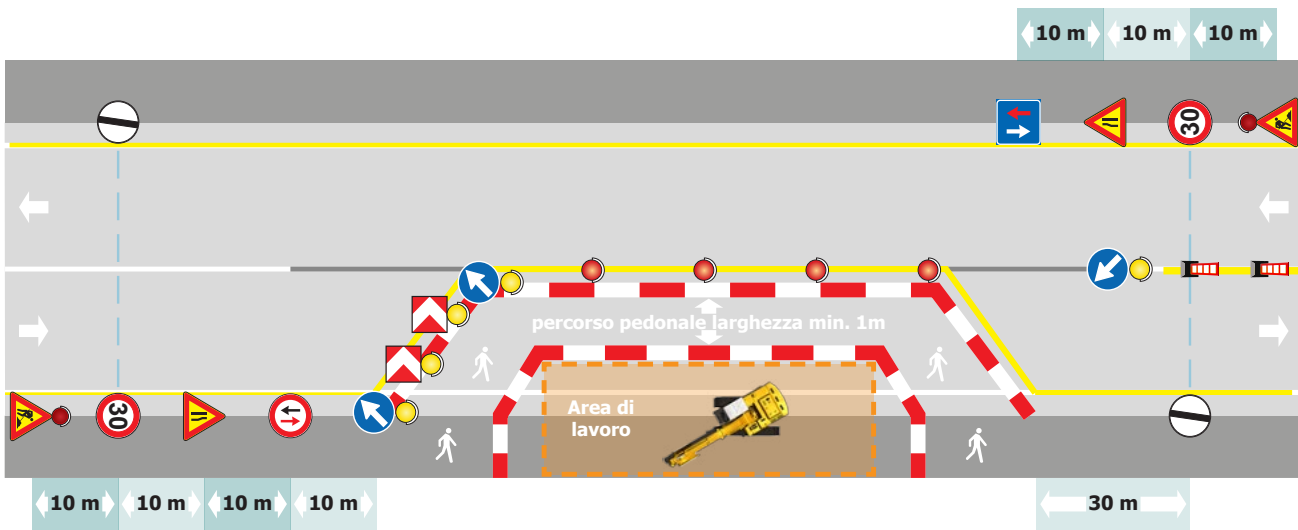 10 m 10 m 10 m
30
percorso pedonale larghezza min. 1m
30
Area di
lavoro
10 m 10 m 10 m 10 m
30 m